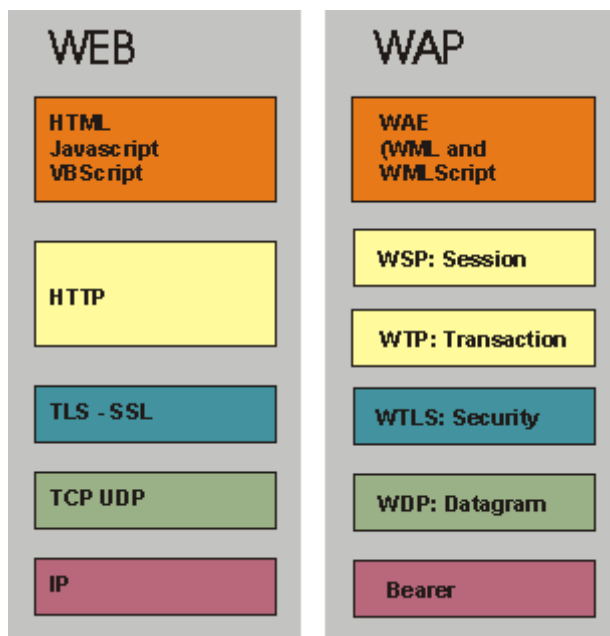 WEB
HTML
Javascript
VBScript
HTTP
TLS - SSL
TCP UDP
IP
WAP
WAE
(WML and
WMLScript
WSP: Session
WTP: Transaction
WTLS: Security
WDP: Datagram
Bearer